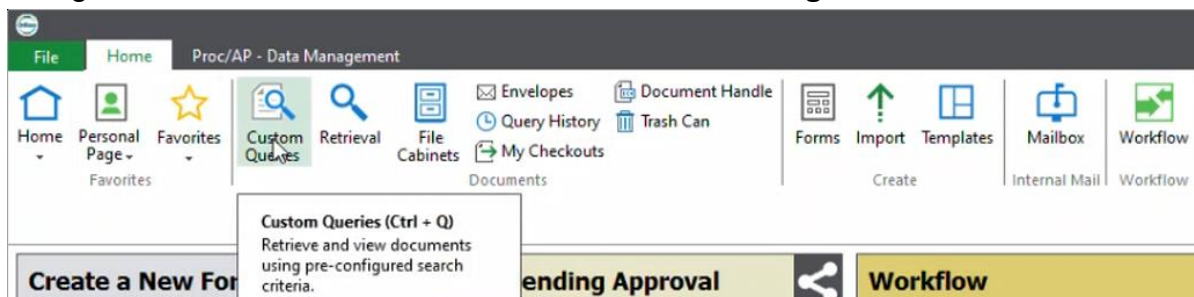 File Home Proc/AP - Data Management
Home Personal Page Favorites Custom Queries Retrieval File Cabinets
Envelopes Document Handle
Query History Trash Can
My Checkouts
Forms Import Templates Mailbox Workflow
Favorites Documents Create Internal Mail Workflow
Custom Queries (Ctrl + Q)
Retrieve and view documents
using pre-configured search
criteria.
Create a New For ending Approval Workflow